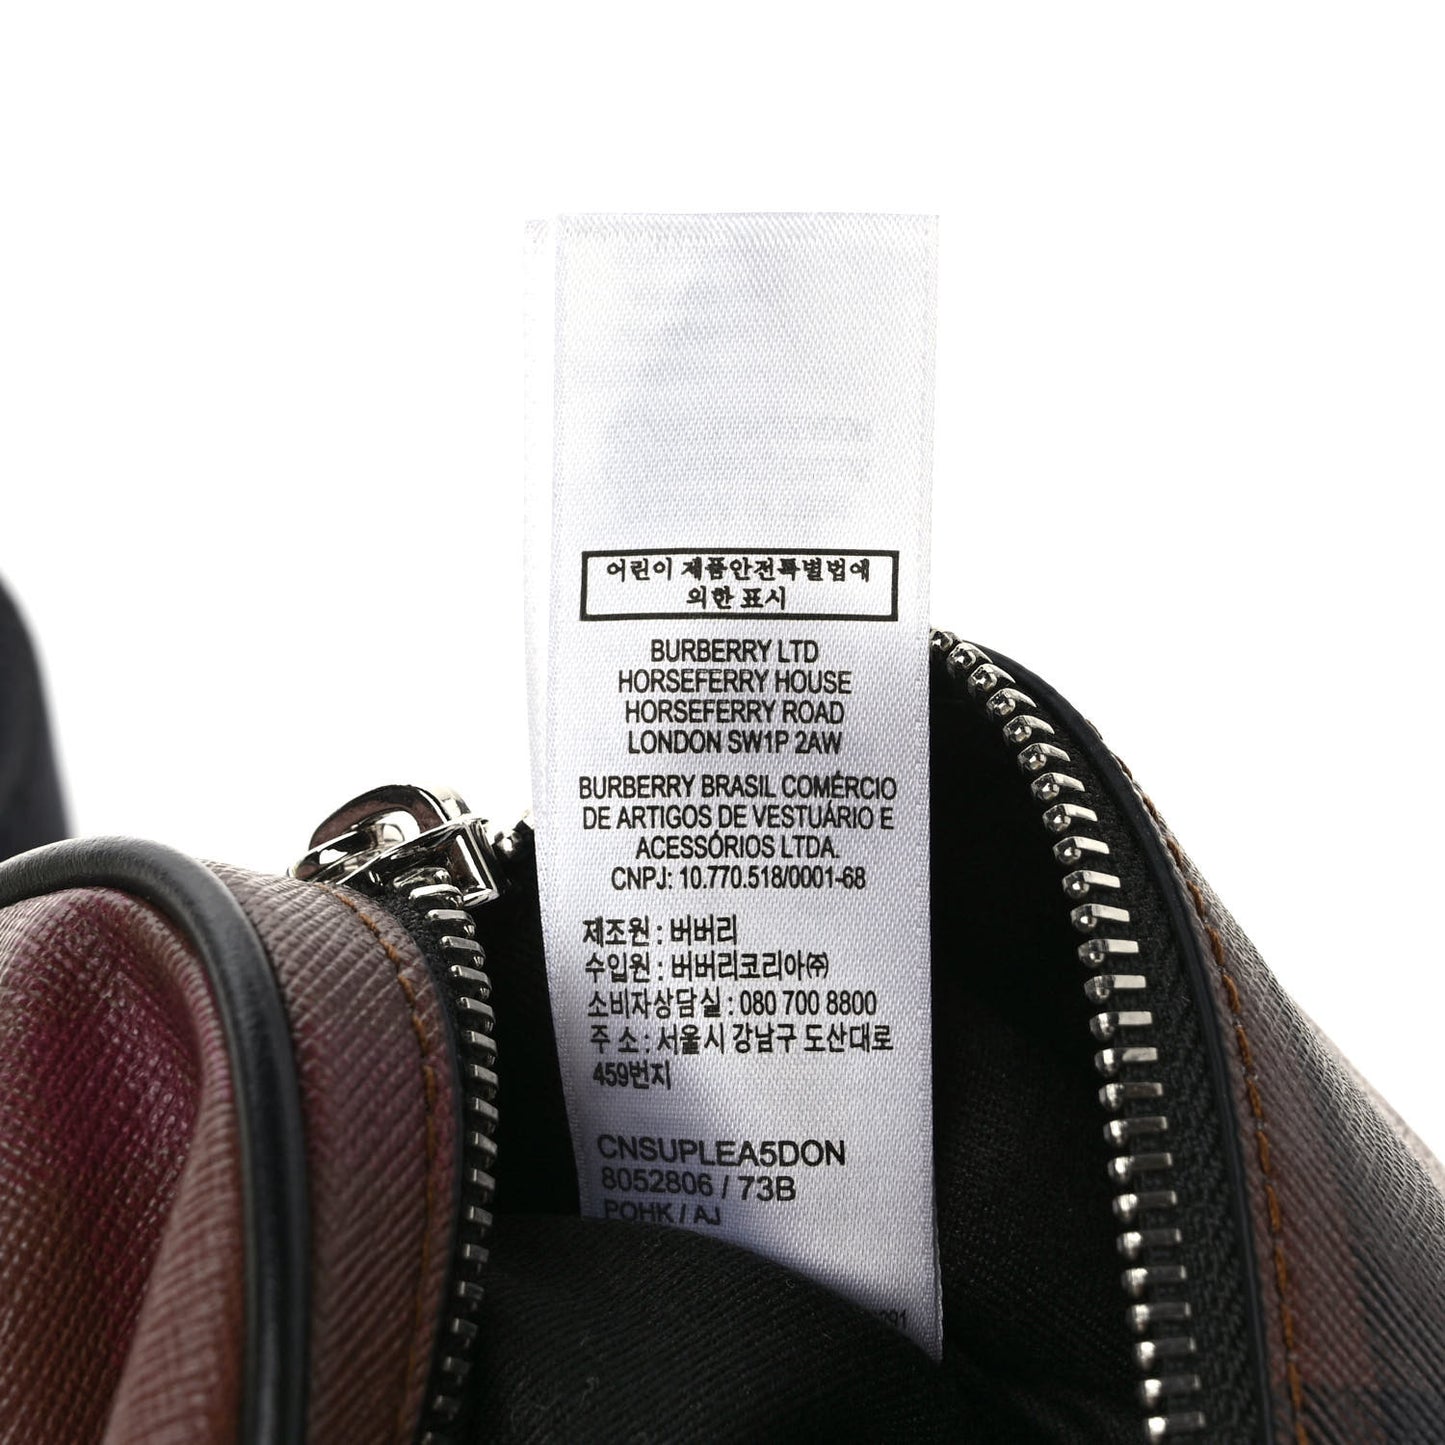 어린이 제품안전특별법에
의한 표시
BURBERRY LTD
HORSEFERRY HOUSE
HORSEFERRY ROAD
LONDON SW1P 2AW
BURBERRY BRASIL COMÉRCIO
DE ARTIGOS DE VESTUÁRIO E
ACESSÓRIOS LTDA.
CNPJ: 10.770.518/0001-68
제조원 : 버버리
수입원 : 버버리코리아㈜
소비자상담실 : 080 700 8800
주 소 : 서울시 강남구 도산대로
459번지
CNSUPLEA5DON
8052806 / 73B
POHK / AJ